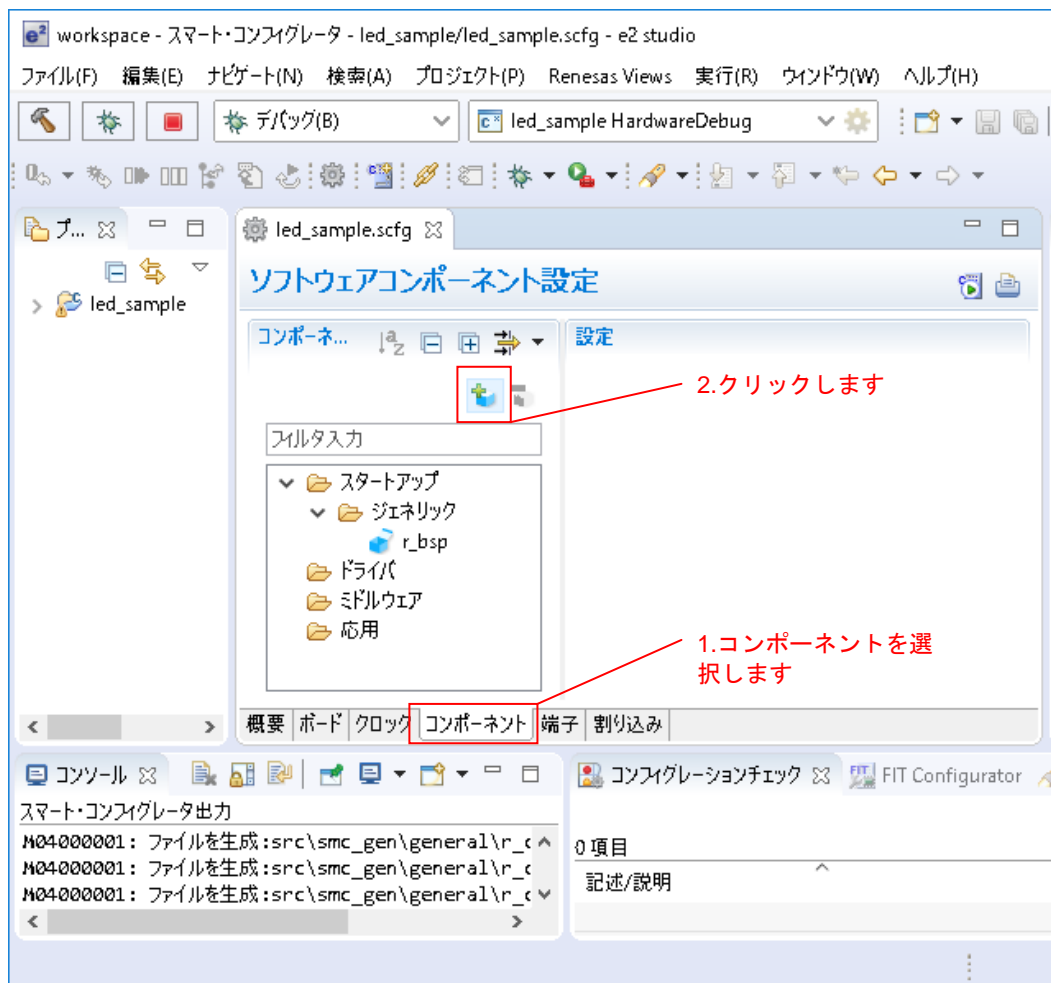 workspace - スマート・コンフィグレータ - led_sample/led_sample.scfg - e2 studio
ファイル(F) 編集(E) ナビゲート(N) 検索(A) プロジェクト(P) Renesas Views 実行(R) ウィンドウ(W) ヘルプ(H)
デバッグ(B) led_sample HardwareDebug
プ... led_sample.scfg
ソフトウェアコンポーネント設定
led_sample
コンポーネ... 設定
2.クリックします
フィルタ入力
スタートアップ
ジェネリック
r_bsp
ドライバ
ミドルウェア
応用
1.コンポーネントを選
択します
概要 ボード クロック コンポーネント 端子 割り込み
コンソール コンフィグレーションチェック FIT Configurator
スマート・コンフィグレータ出力
M04000001: ファイルを生成:src\smc_gen\general\r_c
M04000001: ファイルを生成:src\smc_gen\general\r_c
M04000001: ファイルを生成:src\smc_gen\general\r_c
0 項目
記述/説明